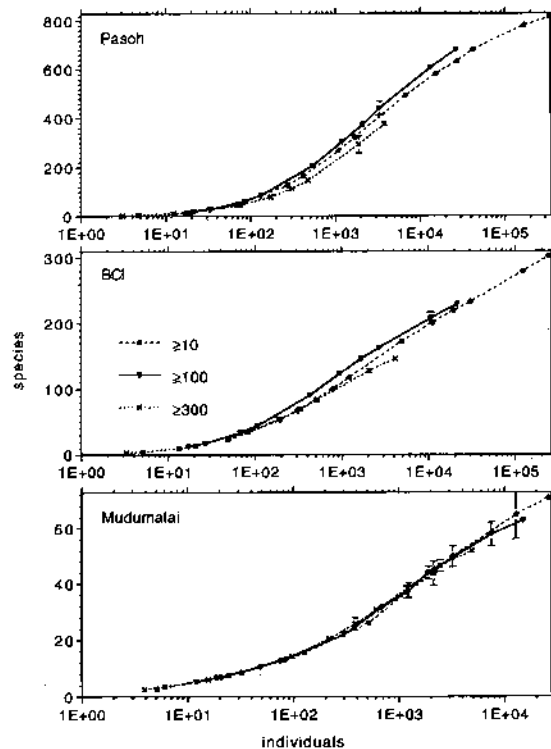 Pasoh
800
600
400
200
0
1E+00 1E+01 1E+02 1E+03 1E+04 1E+05
BCI
300
200
100
0
≥10
≥100
≥300
species
1E+00 1E+01 1E+02 1E+03 1E+04 1E+05
Mudumalai
60
40
20
0
1E+00 1E+01 1E+02 1E+03 1E+04
individuals